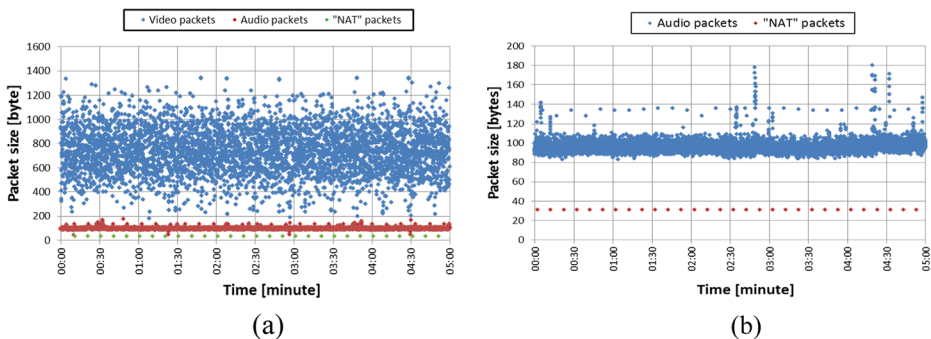 Video packets Audio packets "NAT" packets
Packet size [byte]
1600
1400
1200
1000
800
600
400
200
0
00:00 00:30 01:00 01:30 02:00 02:30 03:00 03:30 04:00 04:30 05:00
Time [minute]
(a)
Audio packets "NAT" packets
Packet size [bytes]
200
180
160
140
120
100
80
60
40
20
0
00:00 00:30 01:00 01:30 02:00 02:30 03:00 03:30 04:00 04:30 05:00
Time [minute]
(b)